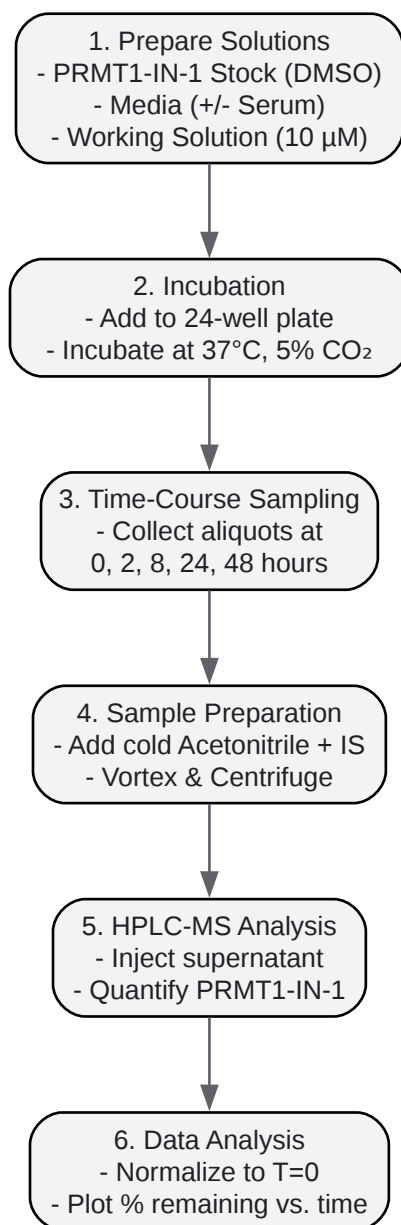 1. Prepare Solutions
- PRMT1-IN-1 Stock (DMSO)
- Media (+/- Serum)
- Working Solution (10 µM)
2. Incubation
- Add to 24-well plate
- Incubate at 37°C, 5% CO₂
3. Time-Course Sampling
- Collect aliquots at
0, 2, 8, 24, 48 hours
4. Sample Preparation
- Add cold Acetonitrile + IS
- Vortex & Centrifuge
5. HPLC-MS Analysis
- Inject supernatant
- Quantify PRMT1-IN-1
6. Data Analysis
- Normalize to T=0
- Plot % remaining vs. time